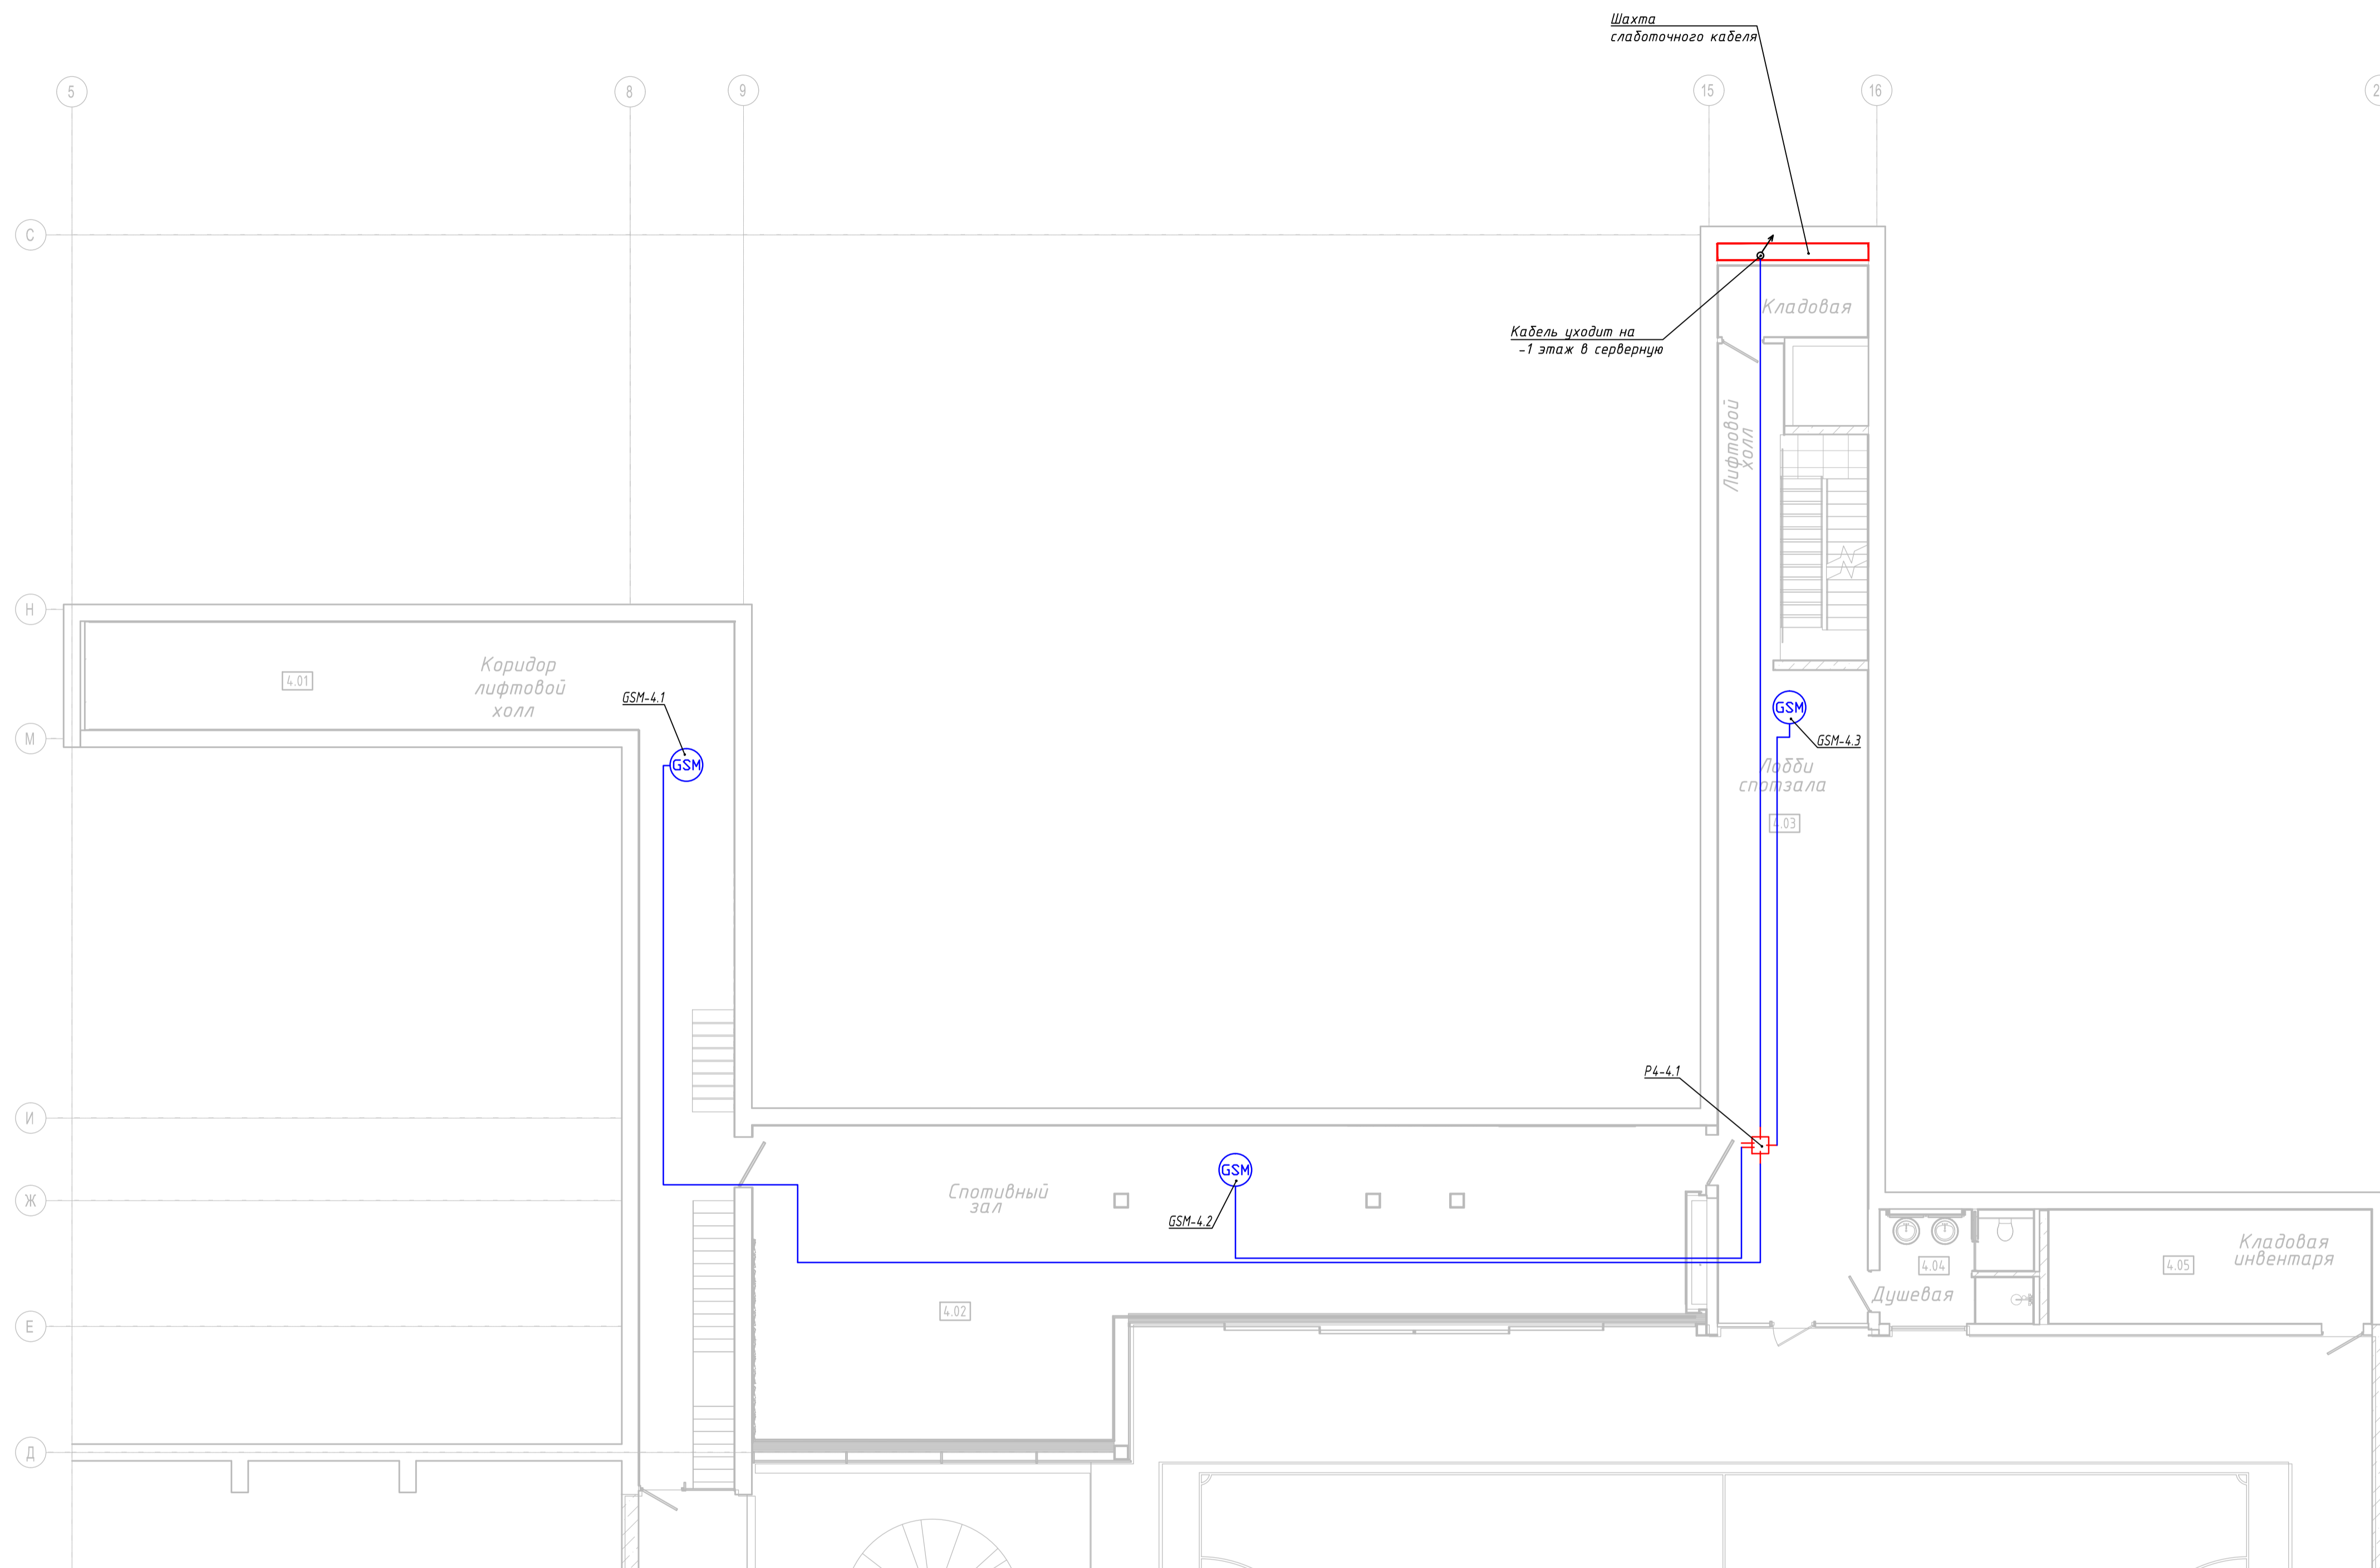 Шахта
слаботочного кабеля
5
8
9
15
16
2
С
Кладовая
Кабель уходит на
-1 этаж в серверную
Лифтовой
холл
Н
Коридор
лифтовой
холл
4.01
GSM-4.1
GSM
GSM
GSM-4.3
М
Лобби
спотзала
4.03
Р4-4.1
И
GSM
GSM-4.2
Спотивный
зал
Ж
Кладовая
инвентаря
4.04
4.05
Душевая
4.02
Е
Д